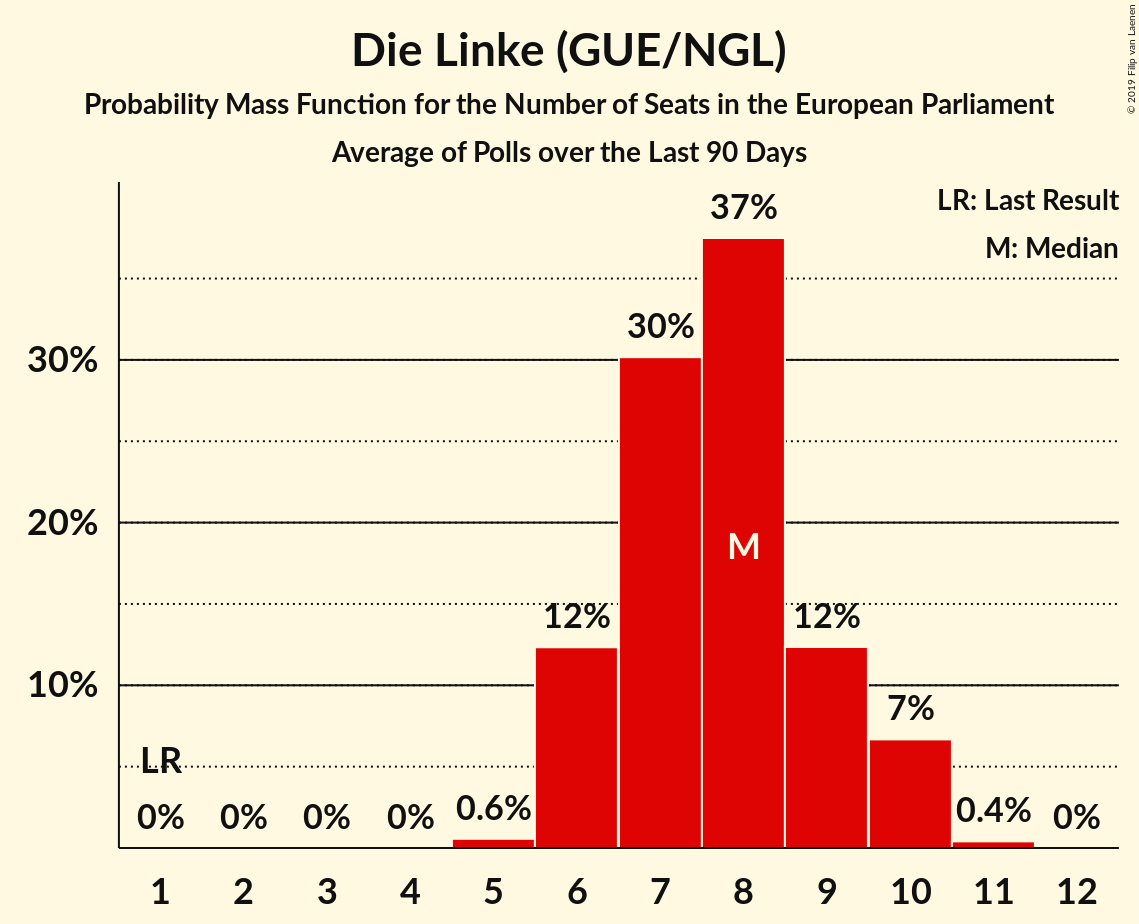 Die Linke (GUE/NGL)
Probability Mass Function for the Number of Seats in the European Parliament
Average of Polls over the Last 90 Days
© 2019 Filip van Laenen
LR: Last Result
M: Median
37%
30%
30%
20%
M
12%
12%
10%
7%
LR
0%
0%
0%
0%
0.6%
0.4%
0%
1 2 3 4 5 6 7 8 9 10 11 12